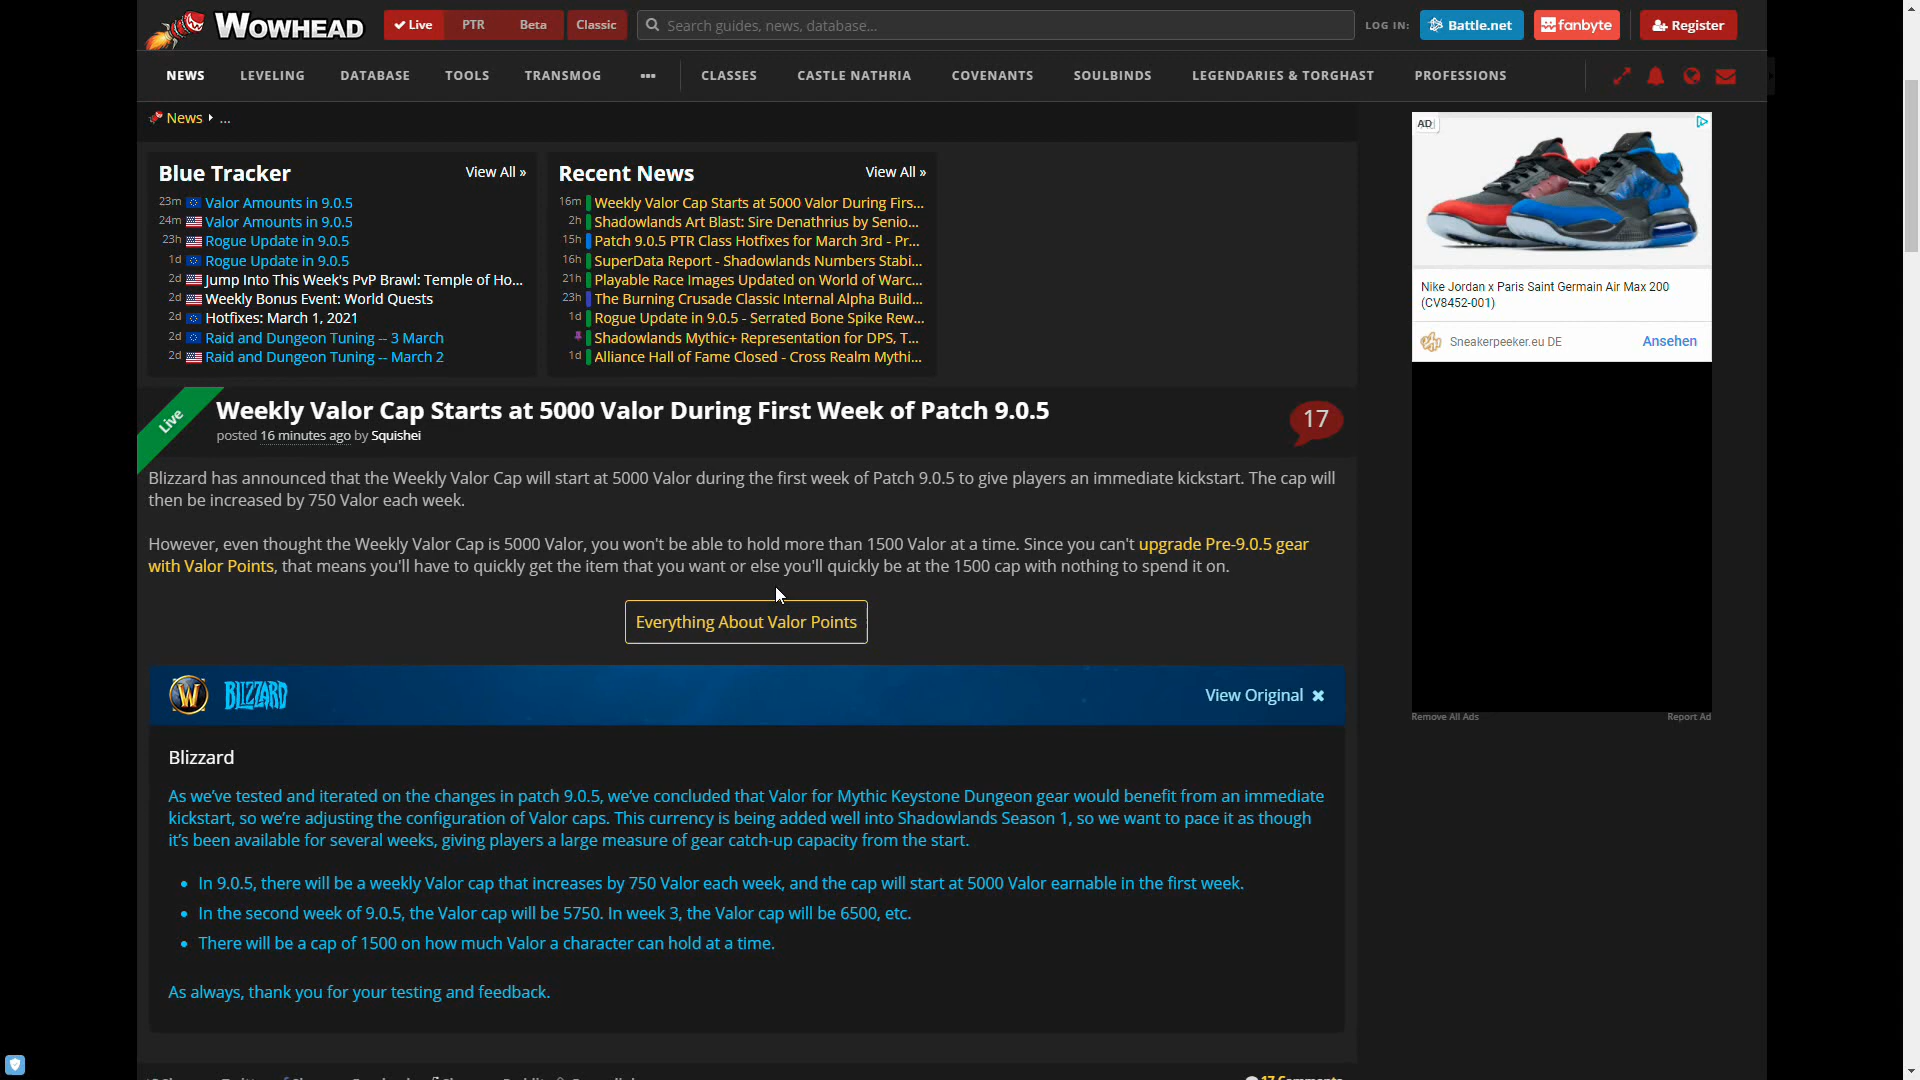 WOWHEAD
Live PTR Beta Classic
Search guides, news, database...
LOG IN: Battle.net fanbyte Register
NEWS LEVELING DATABASE TOOLS TRANSMOG ••• CLASSES CASTLE NATHRIA COVENANTS SOULBINDS LEGENDARIES & TORGHAST PROFESSIONS
News ...
Blue Tracker View All »
23m Valor Amounts in 9.0.5
24m Valor Amounts in 9.0.5
23h Rogue Update in 9.0.5
1d Rogue Update in 9.0.5
2d Jump Into This Week's PvP Brawl: Temple of Ho...
2d Weekly Bonus Event: World Quests
2d Hotfixes: March 1, 2021
2d Raid and Dungeon Tuning -- 3 March
2d Raid and Dungeon Tuning -- March 2
Recent News View All »
16m Weekly Valor Cap Starts at 5000 Valor During Firs...
2h Shadowlands Art Blast: Sire Denathrius by Senio...
15h Patch 9.0.5 PTR Class Hotfixes for March 3rd - Pr...
16h SuperData Report - Shadowlands Numbers Stabi...
21h Playable Race Images Updated on World of Warc...
23h The Burning Crusade Classic Internal Alpha Build...
1d Rogue Update in 9.0.5 - Serrated Bone Spike Rew...
Shadowlands Mythic+ Representation for DPS, T...
1d Alliance Hall of Fame Closed - Cross Realm Mythi...
AD
Nike Jordan x Paris Saint Germain Air Max 200
(CV8452-001)
Sneakerpeeker.eu DE Ansehen
Remove All Ads Report Ad
Live
Weekly Valor Cap Starts at 5000 Valor During First Week of Patch 9.0.5
17
posted 16 minutes ago by Squishei
Blizzard has announced that the Weekly Valor Cap will start at 5000 Valor during the first week of Patch 9.0.5 to give players an immediate kickstart. The cap will
then be increased by 750 Valor each week.
However, even thought the Weekly Valor Cap is 5000 Valor, you won't be able to hold more than 1500 Valor at a time. Since you can't upgrade Pre-9.0.5 gear
with Valor Points, that means you'll have to quickly get the item that you want or else you'll quickly be at the 1500 cap with nothing to spend it on.
Everything About Valor Points
W BLIZZARD View Original ✖
Blizzard
As we've tested and iterated on the changes in patch 9.0.5, we've concluded that Valor for Mythic Keystone Dungeon gear would benefit from an immediate
kickstart, so we're adjusting the configuration of Valor caps. This currency is being added well into Shadowlands Season 1, so we want to pace it as though
it's been available for several weeks, giving players a large measure of gear catch-up capacity from the start.
• In 9.0.5, there will be a weekly Valor cap that increases by 750 Valor each week, and the cap will start at 5000 Valor earnable in the first week.
• In the second week of 9.0.5, the Valor cap will be 5750. In week 3, the Valor cap will be 6500, etc.
• There will be a cap of 1500 on how much Valor a character can hold at a time.
As always, thank you for your testing and feedback.
17 Comments